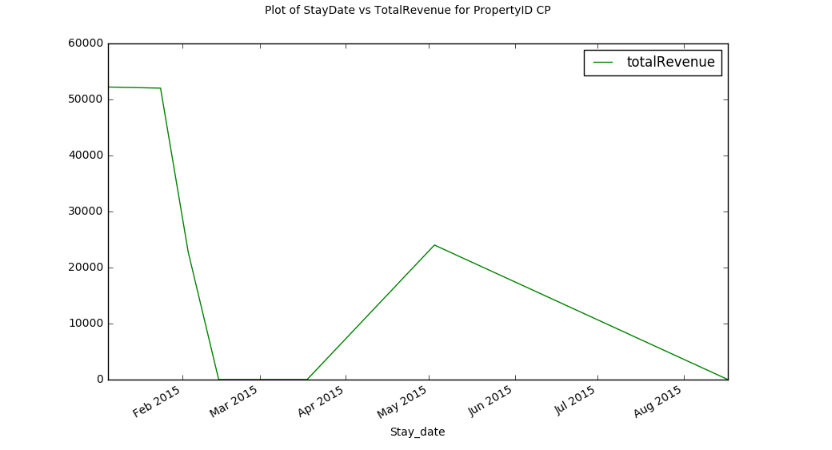 Plot of StayDate vs TotalRevenue for PropertyID CP
totalRevenue
60000
50000
40000
30000
20000
10000
0
Feb 2015
Mar 2015
Apr 2015
May 2015
Jun 2015
Jul 2015
Aug 2015
Stay_date